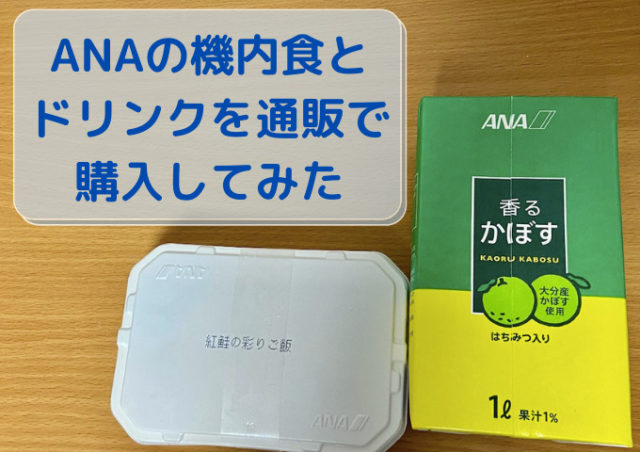 ANAの機内食と
ドリンクを通販で
購入してみた
ANA
香る
かぼす
KAORU KABOSU
大分産
かぼす
使用
はちみつ入り
1ℓ 果汁1%
ANA
紅鮭の彩りご飯
ANA